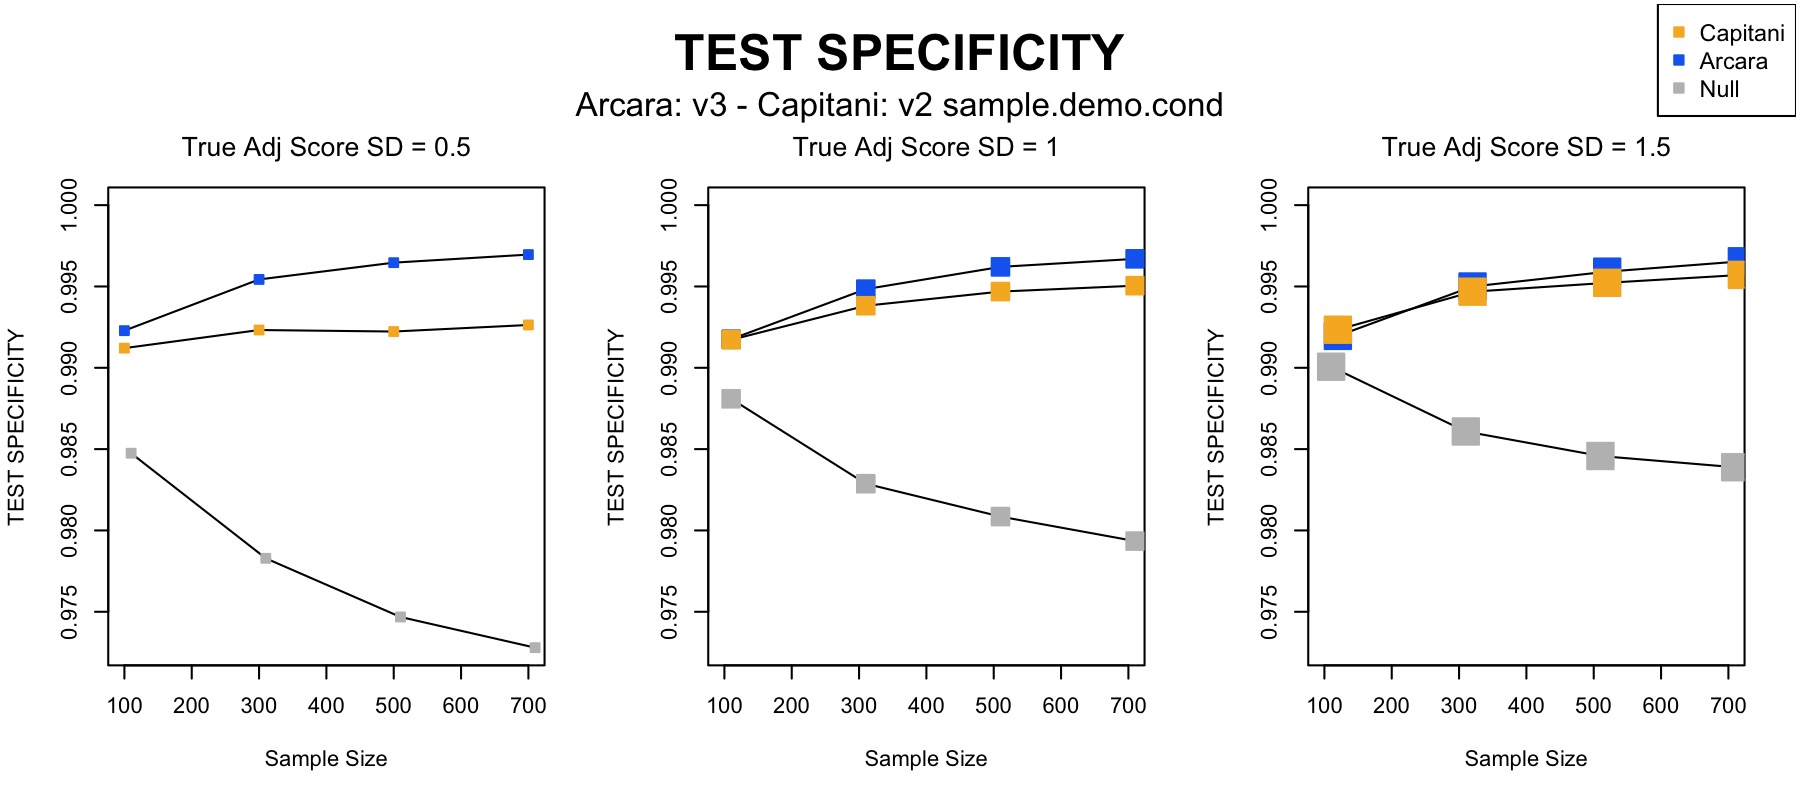 TEST SPECIFICITY
Arcara: v3 - Capitani: v2 sample.demo.cond
Capitani
Arcara
Null
True Adj Score SD = 0.5
TEST SPECIFICITY
1.000
0.995
0.990
0.985
0.980
0.975
100 200 300 400 500 600 700
Sample Size
True Adj Score SD = 1
TEST SPECIFICITY
1.000
0.995
0.990
0.985
0.980
0.975
100 200 300 400 500 600 700
Sample Size
True Adj Score SD = 1.5
TEST SPECIFICITY
1.000
0.995
0.990
0.985
0.980
0.975
100 200 300 400 500 600 700
Sample Size